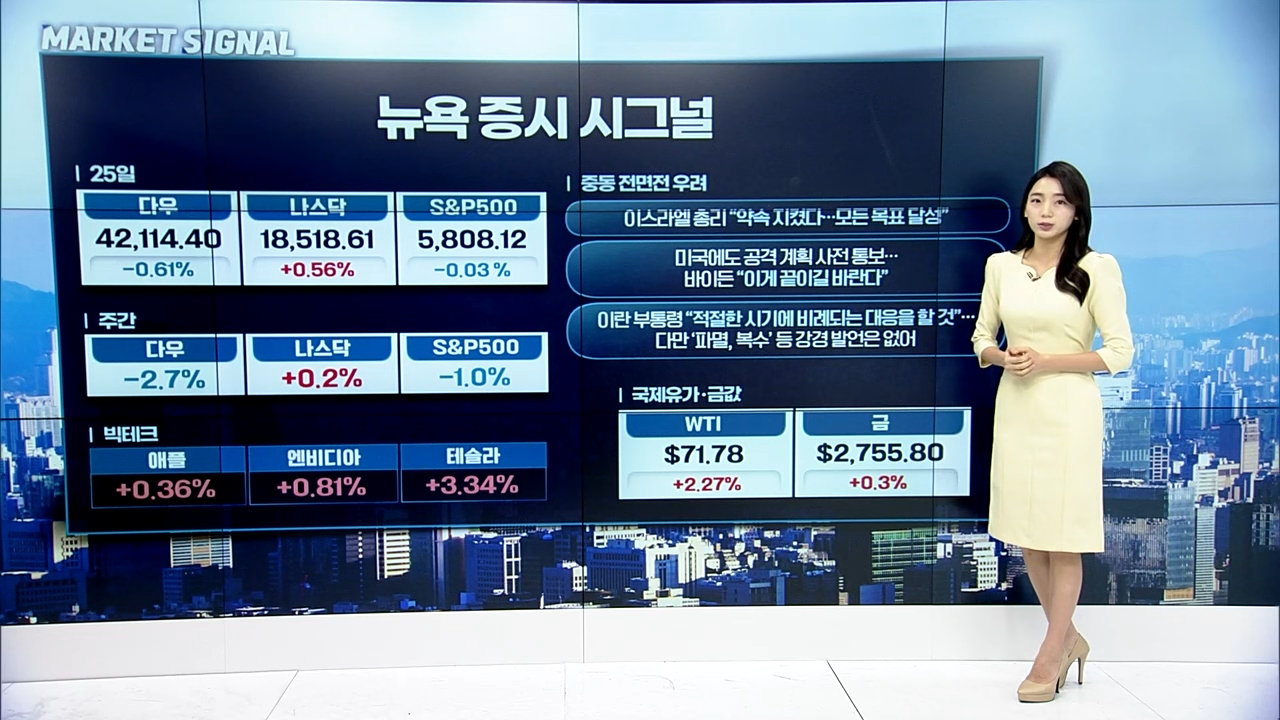 MARKET SIGNAL
뉴욕 증시 시그널
25일
다우 나스닥 S&P500
42,114.40 18,518.61 5,808.12
-0.61% +0.56% -0.03%
주간
다우 나스닥 S&P500
-2.7% +0.2% -1.0%
빅테크
애플 엔비디아 테슬라
+0.36% +0.81% +3.34%
중동 전면전 우려
이스라엘 총리 “약속 지켰다…모든 목표 달성”
미국에도 공격 계획 사전 통보…
바이든 “이게 끝이길 바란다”
이란 부통령 “적절한 시기에 비례되는 대응을 할 것”…
다만 ‘파멸, 복수’ 등 강경 발언은 없어
국제유가·금값
WTI 금
$71.78 $2,755.80
+2.27% +0.3%